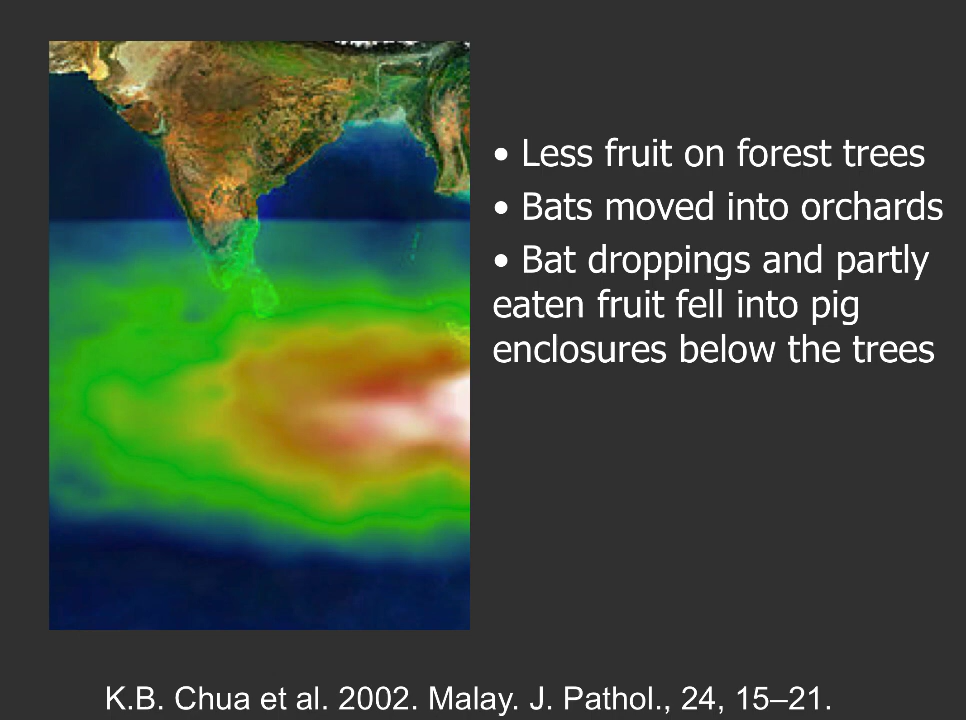 • Less fruit on forest trees
• Bats moved into orchards
• Bat droppings and partly
eaten fruit fell into pig
enclosures below the trees
K.B. Chua et al. 2002. Malay. J. Pathol., 24, 15–21.